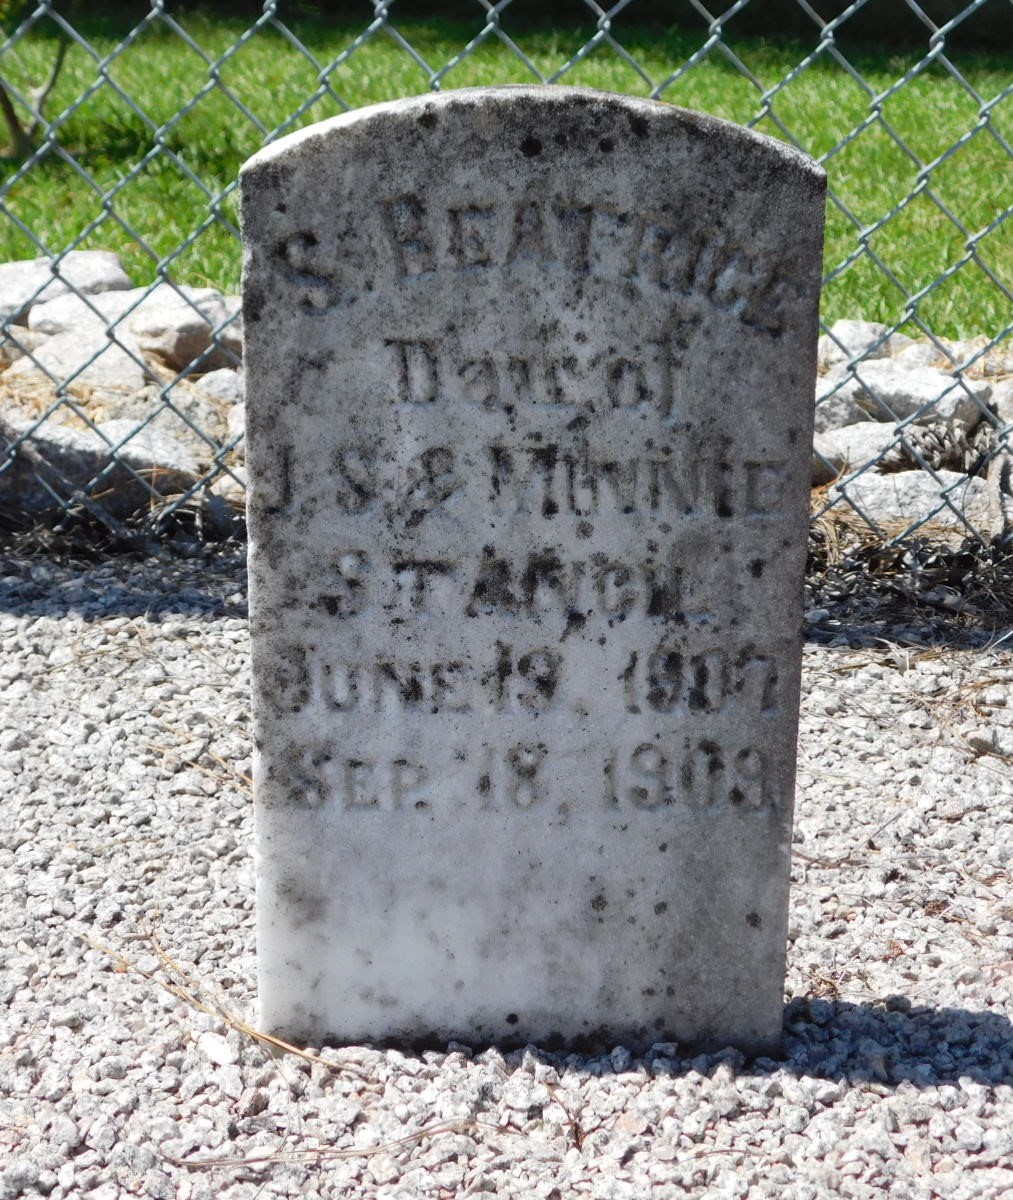 S. BEATRICE
Dau. of
J. S. & MINNIE
STANCIL
JUNE 19, 1907
SEP. 18, 1909.